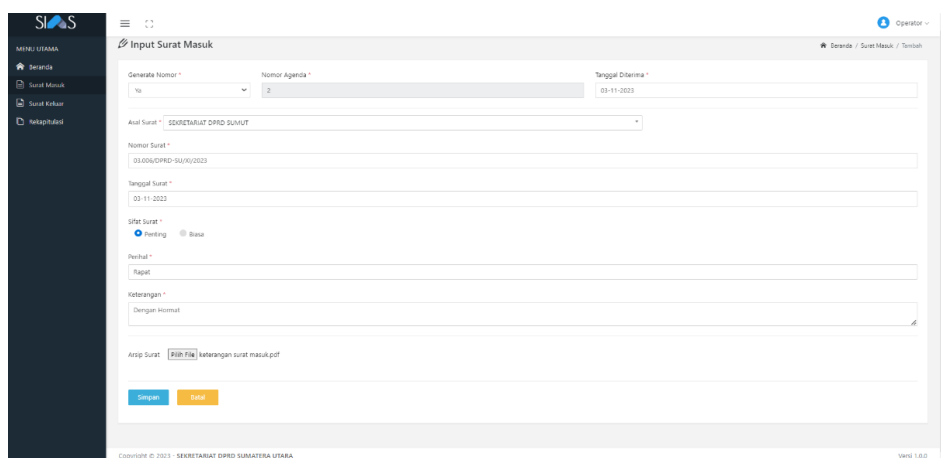 SIAS
Operator
MENU UTAMA
Input Surat Masuk
Beranda / Surat Masuk / Tambah
Beranda
Surat Masuk
Surat Keluar
Rekapitulasi
Generate Nomor *
Nomor Agenda *
Tanggal Diterima *
Ya
2
03-11-2023
Asal Surat * SEKRETARIAT DPRD SUMUT
Nomor Surat *
03.006/DPRD-SU/XI/2023
Tanggal Surat *
03-11-2023
Sifat Surat *
Penting Biasa
Perihal *
Rapat
Keterangan *
Dengan Hormat
Arsip Surat Pilih File keterangan surat masuk.pdf
Simpan Batal
Copyright © 2023 - SEKRETARIAT DPRD SUMATERA UTARA
Versi 1.0.0